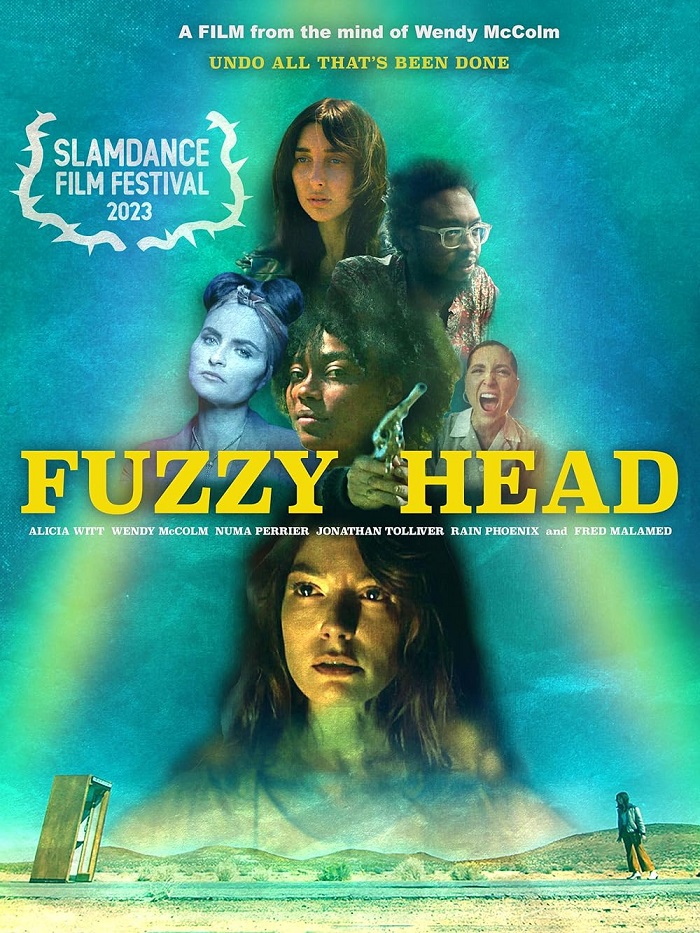 A FILM from the mind of Wendy McColm
UNDO ALL THAT'S BEEN DONE
SLAMDANCE
FILM FESTIVAL
2023
FUZZY HEAD
ALICIA WITT WENDY McCOLM NUMA PERRIER JONATHAN TOLLIVER RAIN PHOENIX and FRED MALAMED